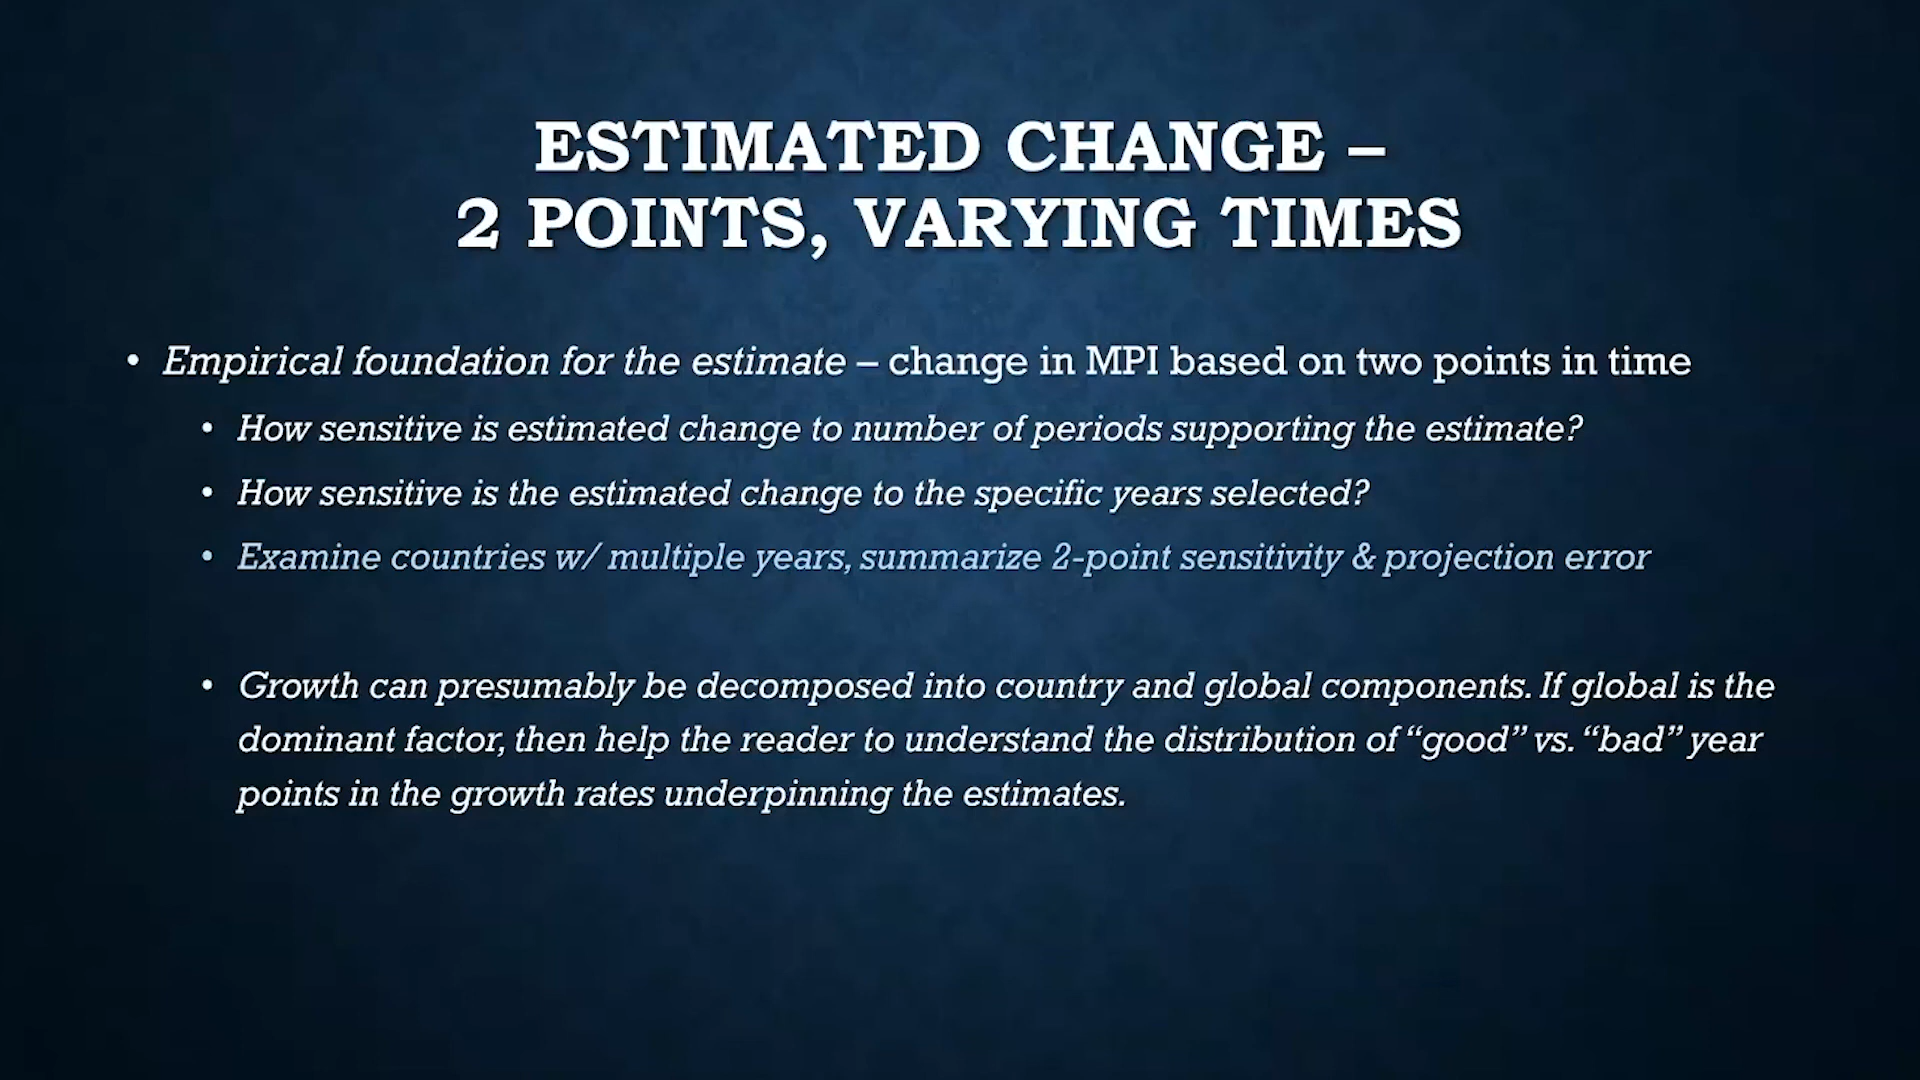 ESTIMATED CHANGE –
2 POINTS, VARYING TIMES
• Empirical foundation for the estimate – change in MPI based on two points in time
• How sensitive is estimated change to number of periods supporting the estimate?
• How sensitive is the estimated change to the specific years selected?
• Examine countries w/ multiple years, summarize 2-point sensitivity & projection error
• Growth can presumably be decomposed into country and global components. If global is the
dominant factor, then help the reader to understand the distribution of “good” vs. “bad” year
points in the growth rates underpinning the estimates.